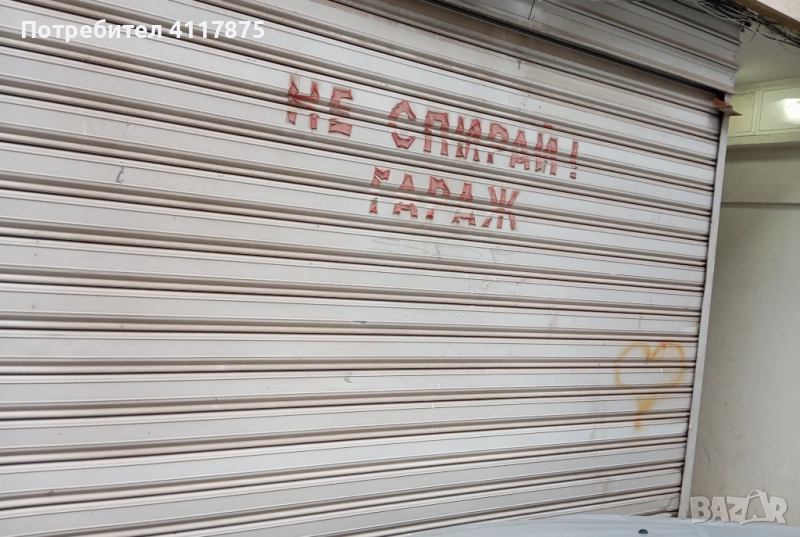 Потребител 4117875
НЕ СПИРАЙ!
ГАРАЖ
BAZAR